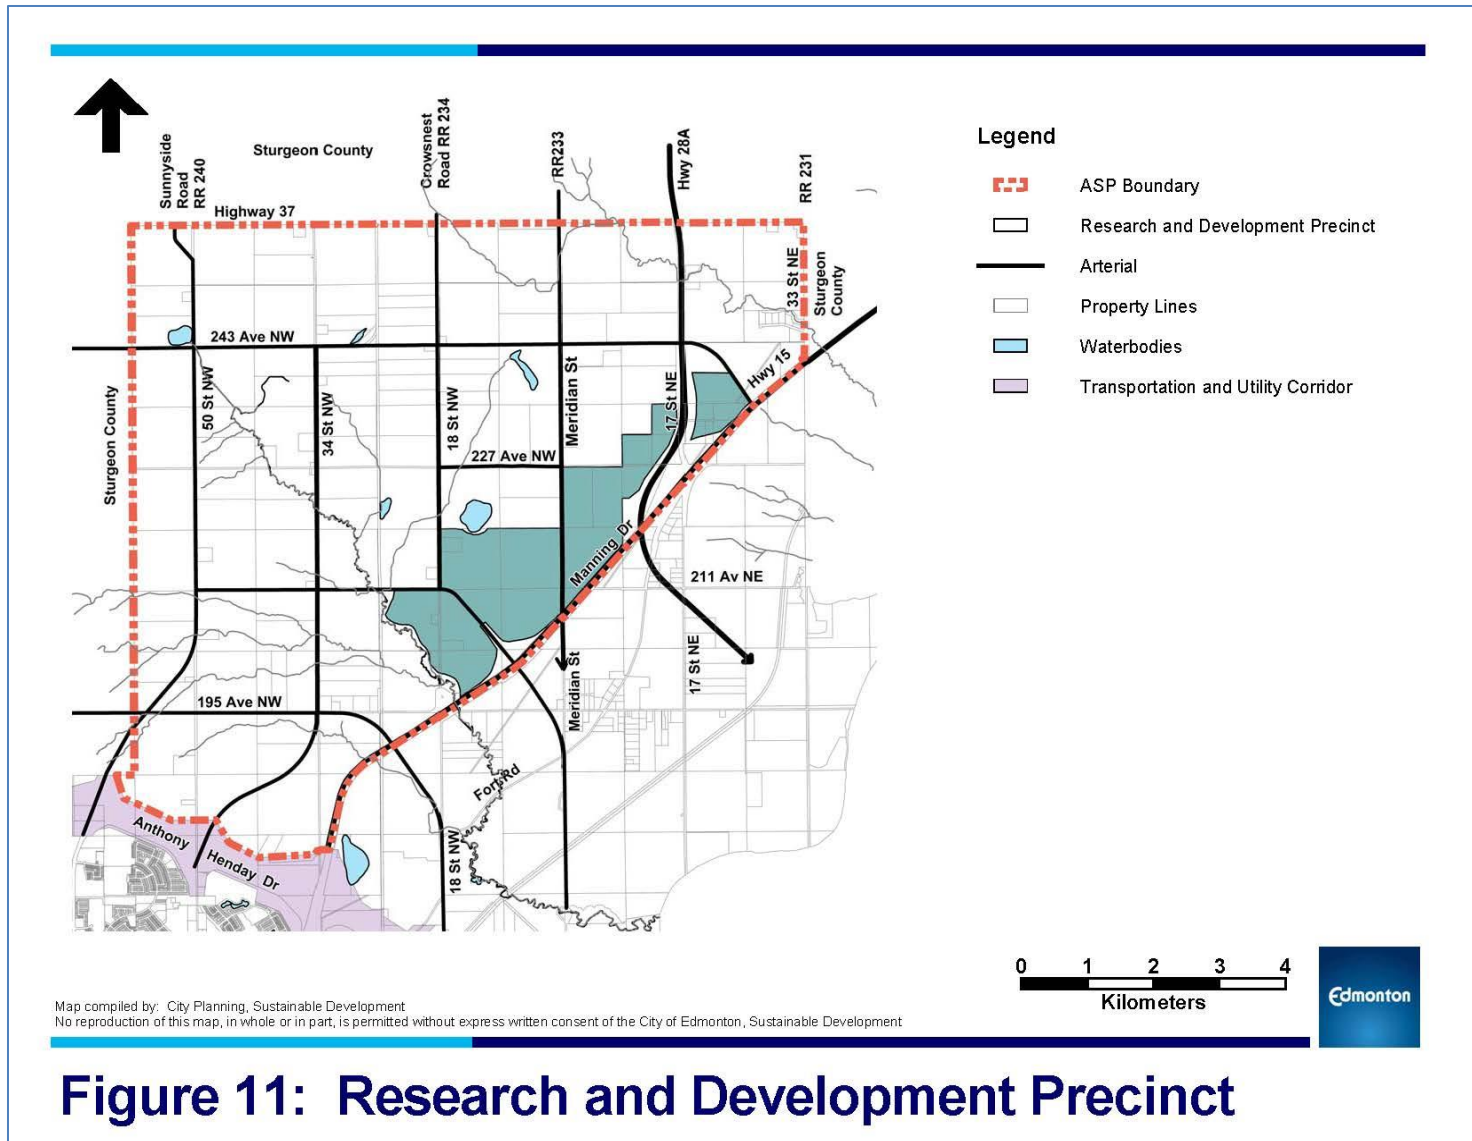 Sunnyside
Road
RR 240
Sturgeon County
Crowsnest
Road RR 234
RR233
Hwy 28A
RR 231
Highway 37
33 St NE
Sturgeon
County
243 Ave NW
Hwy 15
Sturgeon County
50 St NW
34 St NW
18 St NW
Meridian St
17 St NE
227 Ave NW
Manning Dr
211 Av NE
17 St NE
Meridian St
195 Ave NW
Fort Rd
18 St NW
Anthony
Henday Dr
Legend
ASP Boundary
Research and Development Precinct
Arterial
Property Lines
Waterbodies
Transportation and Utility Corridor
0 1 2 3 4
Kilometers
Edmonton
Map compiled by: City Planning, Sustainable Development
No reproduction of this map, in whole or in part, is permitted without express written consent of the City of Edmonton, Sustainable Development
Figure 11: Research and Development Precinct